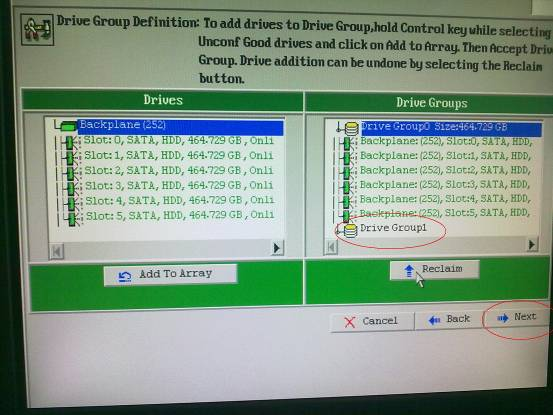 Drive Group Definition: To add drives to Drive Group,hold Control key while selecting
Unconf Good drives and click on Add to Array. Then Accept Driv
Group. Drive addition can be undone by selecting the Reclaim
button.
Drives
Backplane (252)
Slot: 0, SATA, HDD, 464.729 GB , Onli
Slot: 1, SATA, HDD, 464.729 GB , Onli
Slot: 2, SATA, HDD, 464.729 GB , Onli
Slot: 3, SATA, HDD, 464.729 GB , Onli
Slot: 4, SATA, HDD, 464.729 GB , Onli
Slot: 5, SATA, HDD, 464.729 GB , Onli
Add To Array
Drive Groups
Drive Group0 Size:464.729 GB
Backplane: (252), Slot:0, SATA, HDD,
Backplane: (252), Slot:1, SATA, HDD,
Backplane: (252), Slot:2, SATA, HDD,
Backplane: (252), Slot:3, SATA, HDD,
Backplane: (252), Slot:4, SATA, HDD,
Backplane: (252), Slot:5, SATA, HDD,
Drive Group1
Reclaim
Cancel
Back
Next